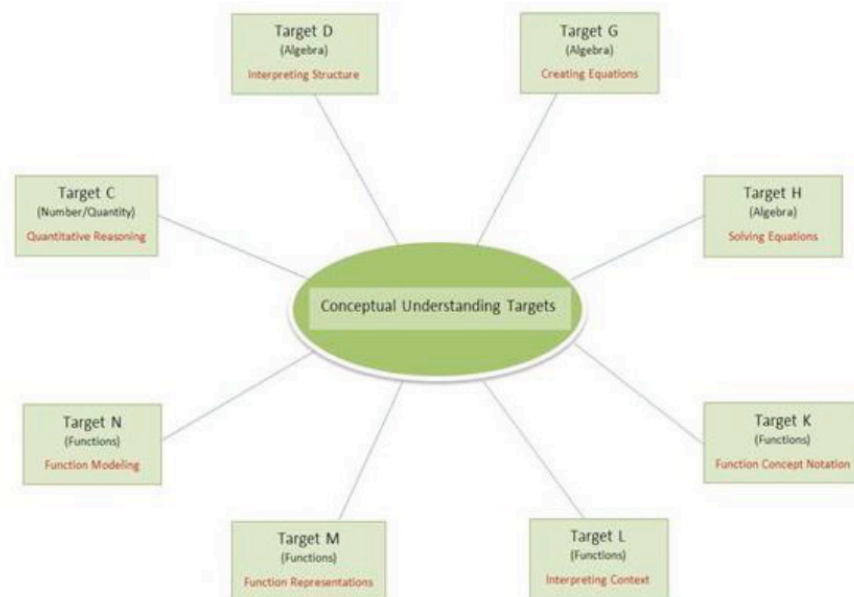 Target D
(Algebra)
Interpreting Structure
Target G
(Algebra)
Creating Equations
Target C
(Number/Quantity)
Quantitative Reasoning
Target H
(Algebra)
Solving Equations
Conceptual Understanding Targets
Target N
(Functions)
Function Modeling
Target K
(Functions)
Function Concept Notation
Target M
(Functions)
Function Representations
Target L
(Functions)
Interpreting Context